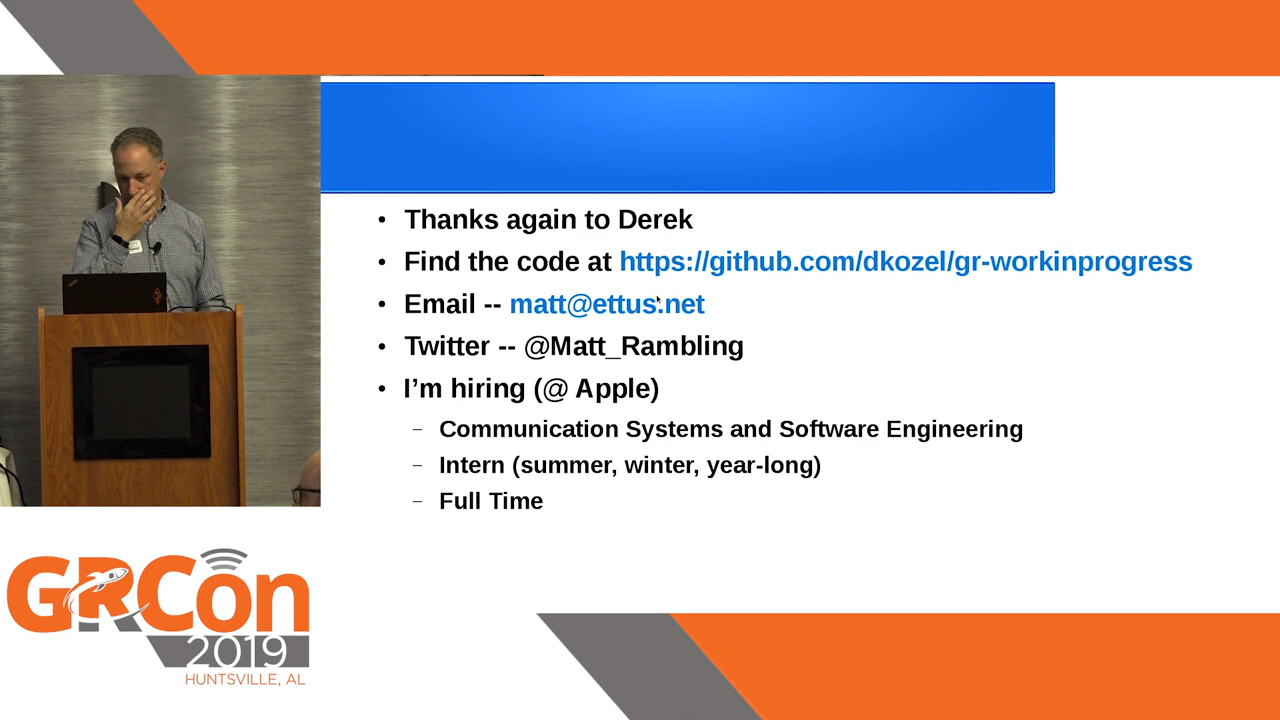 Thanks again to Derek
Find the code at https://github.com/dkozel/gr-workinprogress
Email -- matt@ettus.net
Twitter -- @Matt_Rambling
I'm hiring (@ Apple)
Communication Systems and Software Engineering
Intern (summer, winter, year-long)
Full Time
GRCon
2019
HUNTSVILLE, AL